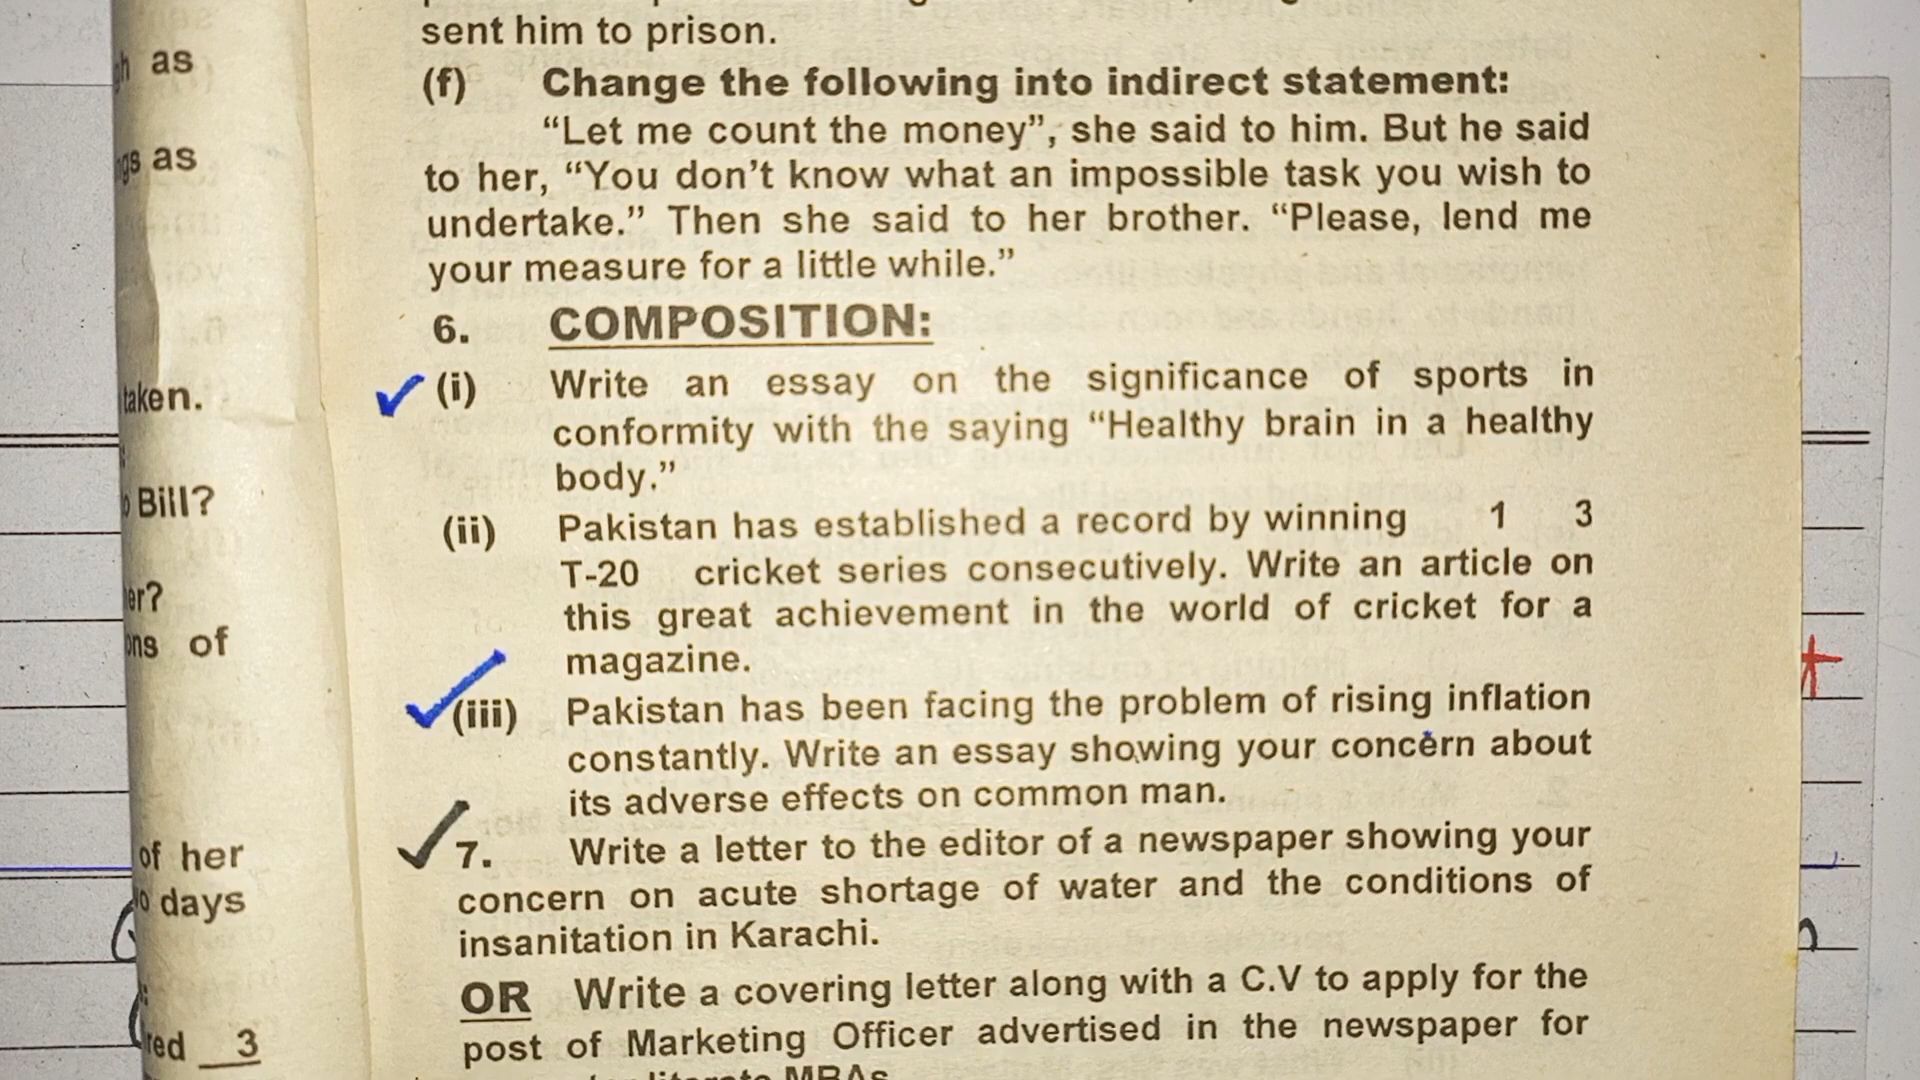 sent him to prison.
(f) Change the following into indirect statement:
“Let me count the money”, she said to him. But he said
to her, “You don’t know what an impossible task you wish to
undertake.” Then she said to her brother. “Please, lend me
your measure for a little while.”
6. COMPOSITION:
(i) Write an essay on the significance of sports in
conformity with the saying “Healthy brain in a healthy
body.”
(ii) Pakistan has established a record by winning 1 3
T-20 cricket series consecutively. Write an article on
this great achievement in the world of cricket for a
magazine.
(iii) Pakistan has been facing the problem of rising inflation
constantly. Write an essay showing your concern about
its adverse effects on common man.
7. Write a letter to the editor of a newspaper showing your
concern on acute shortage of water and the conditions of
insanitation in Karachi.
OR Write a covering letter along with a C.V to apply for the
post of Marketing Officer advertised in the newspaper for
MBAs
as
as
taken.
Bill?
of
of her
days
3